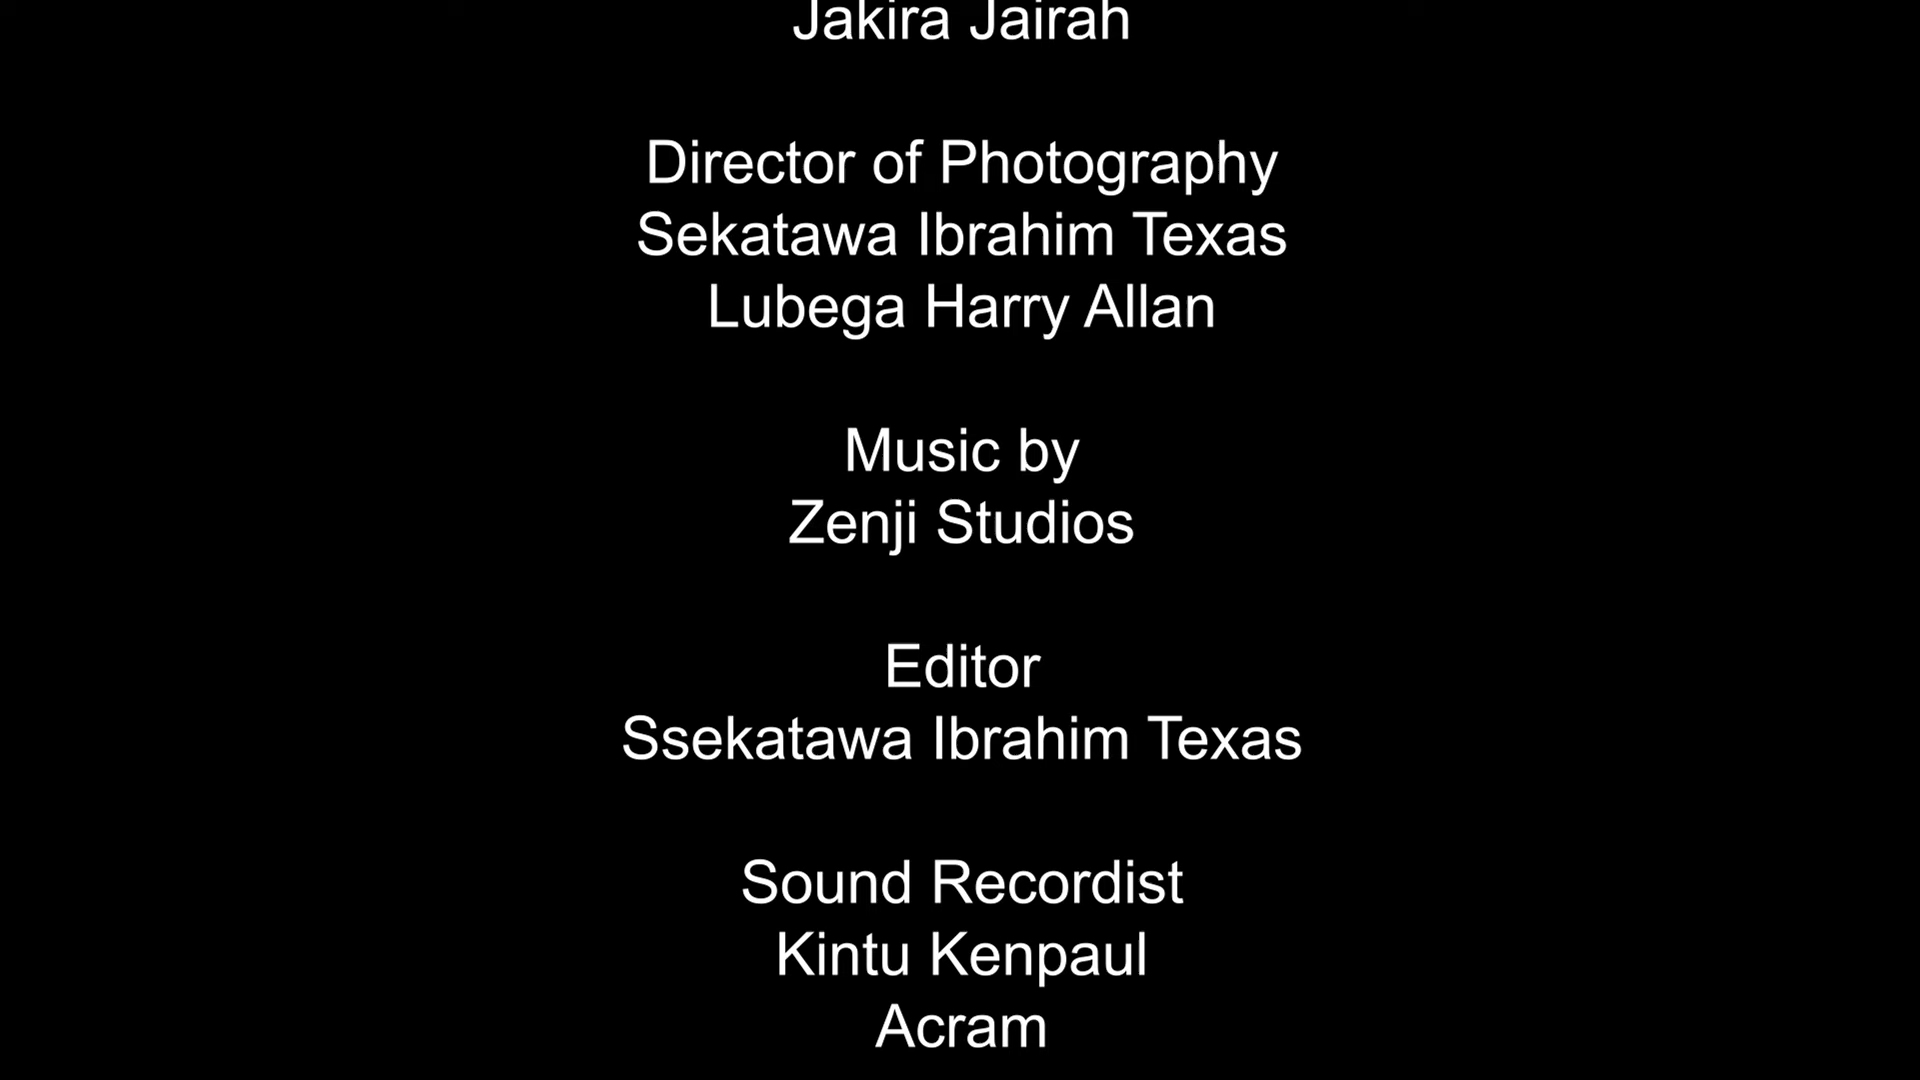 Jakira Jairah
Director of Photography
Sekatawa Ibrahim Texas
Lubega Harry Allan
Music by
Zenji Studios
Editor
Ssekatawa Ibrahim Texas
Sound Recordist
Kintu Kenpaul
Acram